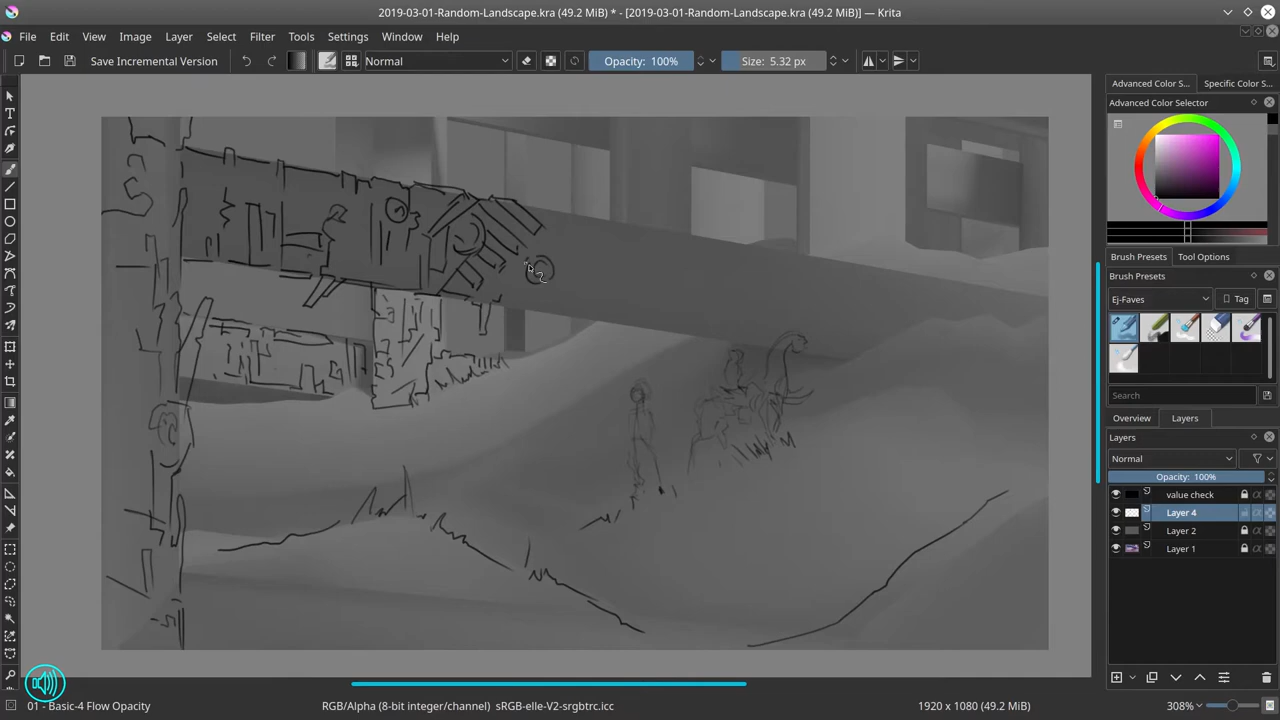 2019-03-01-Random-Landscape.kra (49.2 MiB) * - [2019-03-01-Random-Landscape.kra (49.2 MiB)] — Krita
File Edit View Image Layer Select Filter Tools Settings Window Help
Save Incremental Version
Normal
Opacity: 100%
Size: 5.32 px
Advanced Color S...
Specific Color S...
Advanced Color Selector
Brush Presets
Tool Options
Brush Presets
Ej-Faves
Tag
Search
Overview
Layers
Layers
Normal
Opacity: 100%
value check
Layer 4
Layer 2
Layer 1
01 - Basic-4 Flow Opacity
RGB/Alpha (8-bit integer/channel) sRGB-elle-V2-srgbtrc.icc
1920 x 1080 (49.2 MiB)
308%